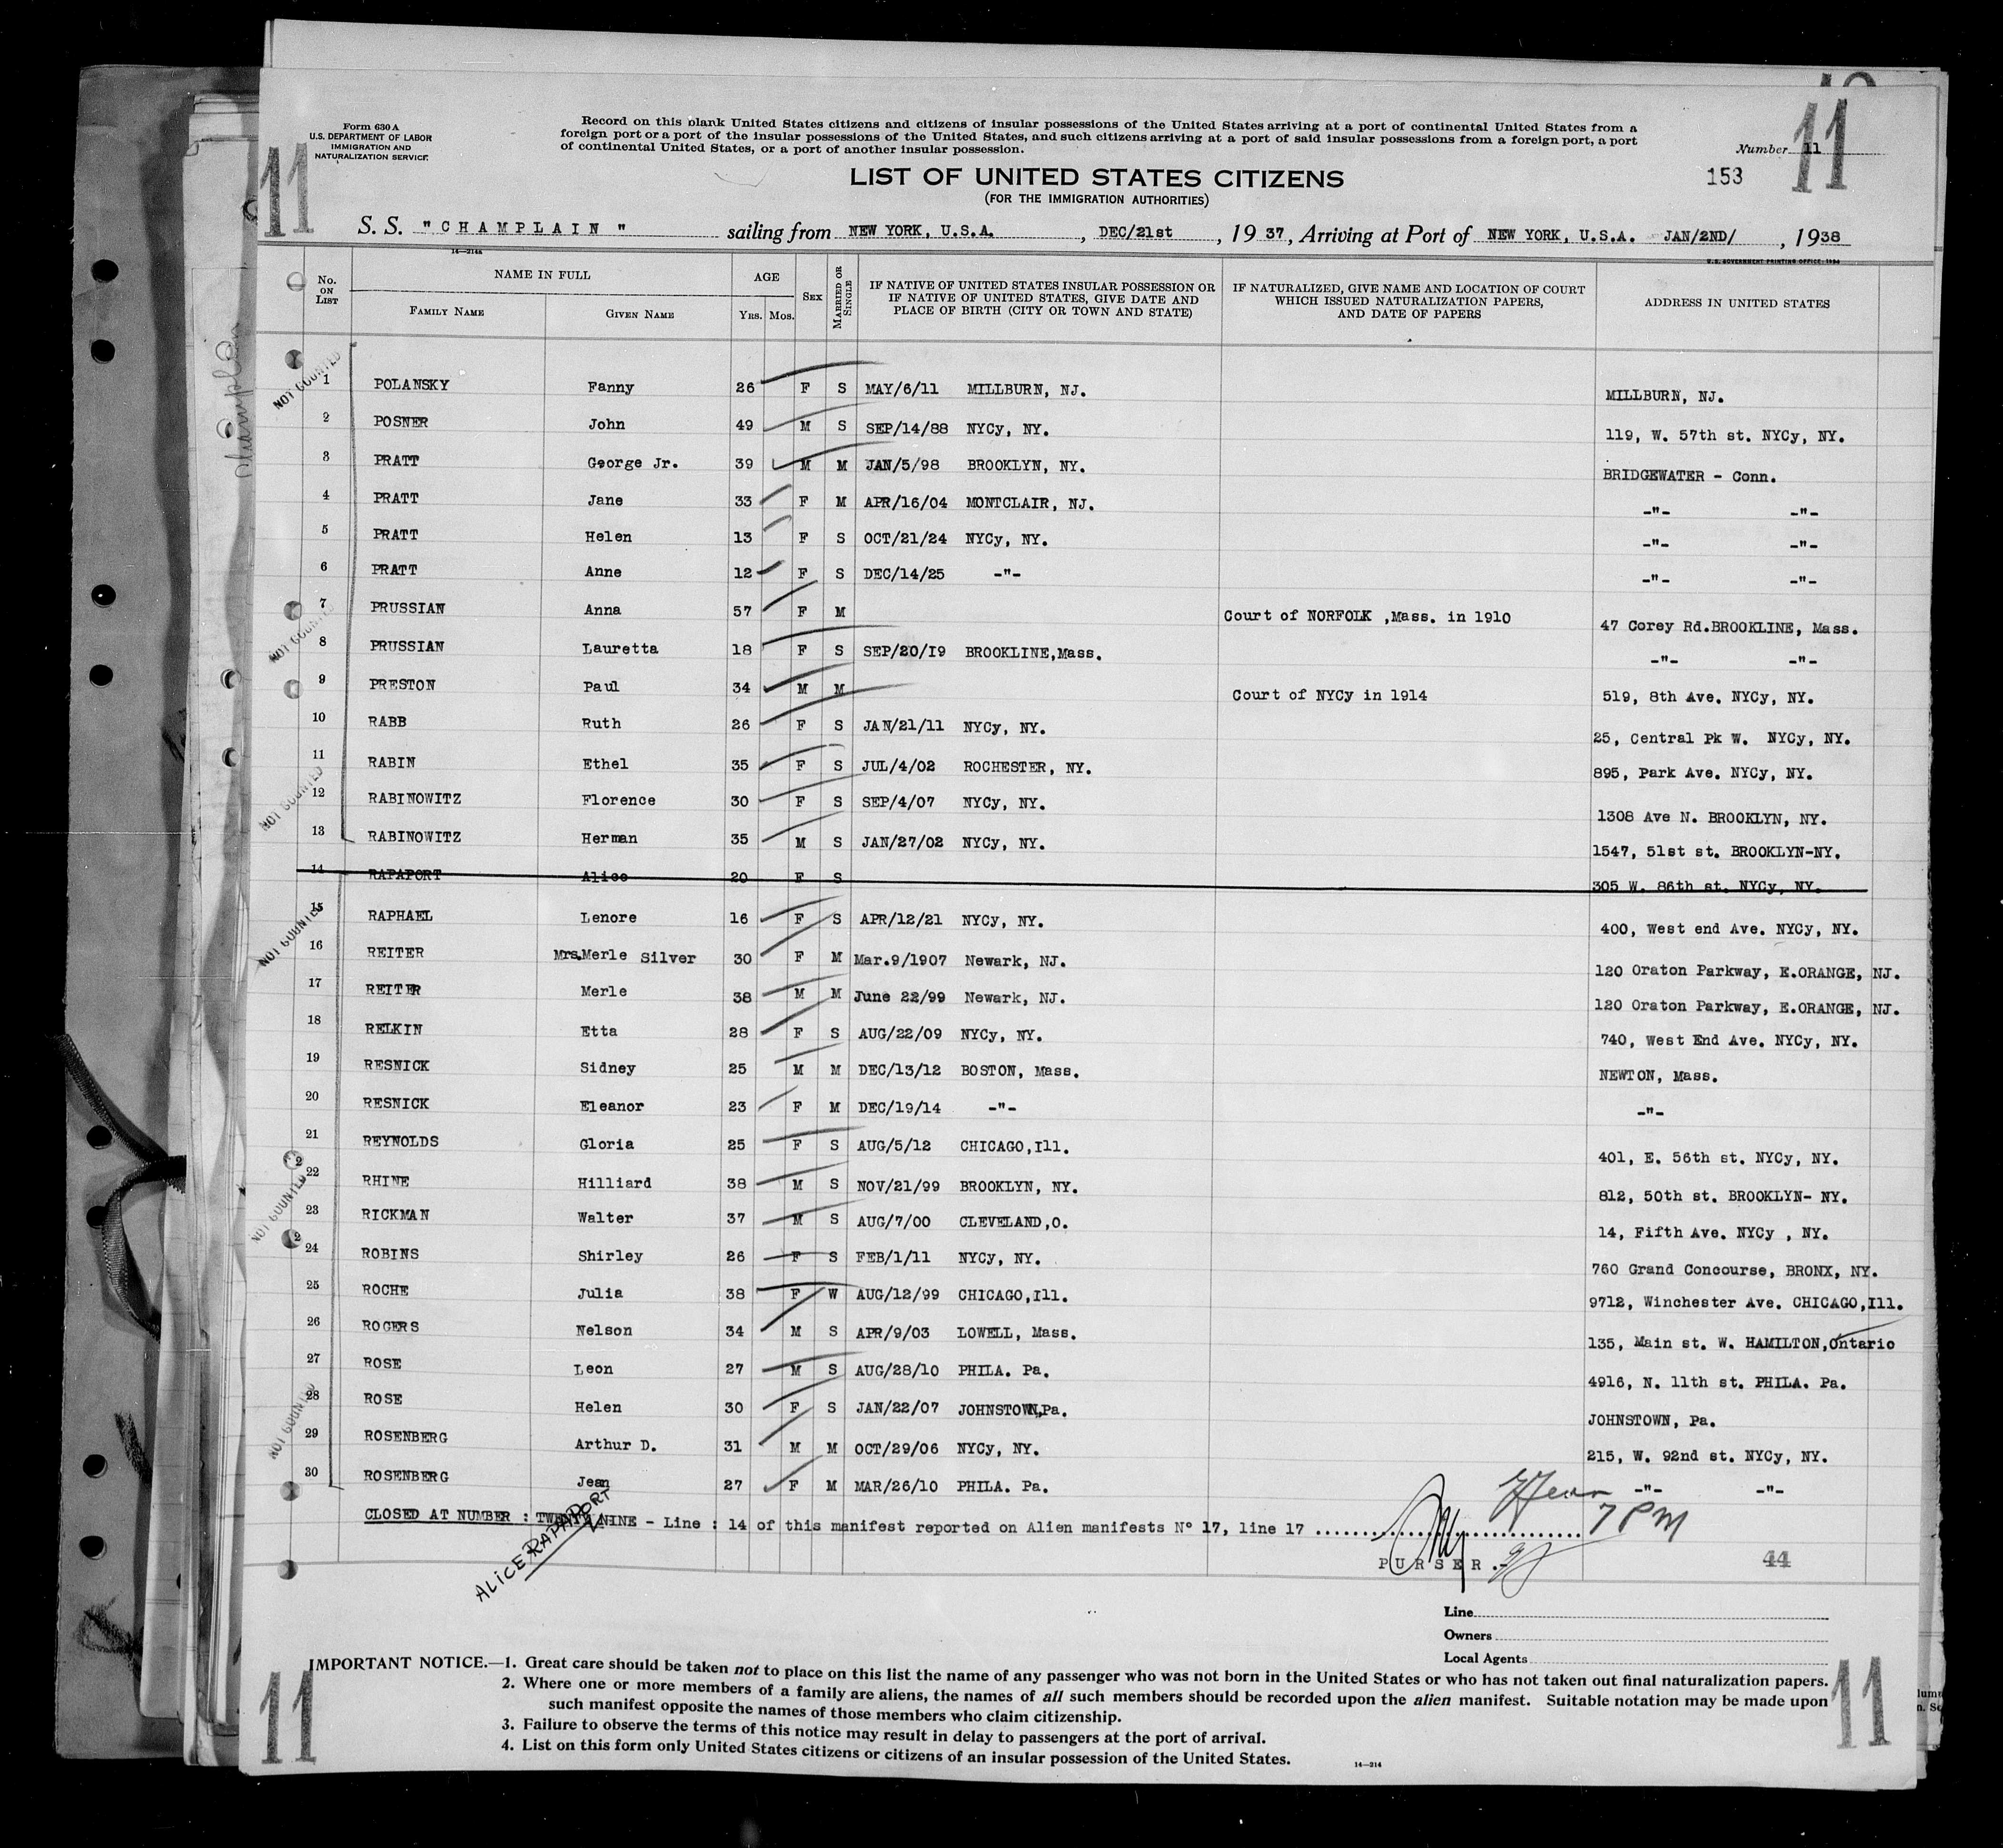 Form 630 A
U.S. DEPARTMENT OF LABOR
IMMIGRATION AND
NATURALIZATION SERVICE
Record on this blank United States citizens and citizens of insular possessions of the United States arriving at a port of continental United States from a
foreign port or a port of the insular possessions of the United States, and such citizens arriving at a port of said insular possessions from a foreign port, a port
of continental United States, or a port of another insular possession.
Number 11
11
11
153
LIST OF UNITED STATES CITIZENS
(FOR THE IMMIGRATION AUTHORITIES)
S. S. "CHAMPLAIN" sailing from NEW YORK, U.S.A. , DEC/21st , 1937, Arriving at Port of NEW YORK, U.S.A. JAN/2ND/ , 1938
14—214a
U.S. GOVERNMENT PRINTING OFFICE: 1936
No. ON LIST NAME IN FULL FAMILY NAME GIVEN NAME AGE Yrs. Mos. SEX MARRIED OR SINGLE IF NATIVE OF UNITED STATES INSULAR POSSESSION OR IF NATIVE OF UNITED STATES, GIVE DATE AND PLACE OF BIRTH (CITY OR TOWN AND STATE) IF NATURALIZED, GIVE NAME AND LOCATION OF COURT WHICH ISSUED NATURALIZATION PAPERS, AND DATE OF PAPERS ADDRESS IN UNITED STATES
Champlain
NOT COUNTED
1 POLANSKY Fanny 26 F S MAY/6/11 MILLBURN, NJ. MILLBURN, NJ.
2 POSNER John 49 M S SEP/14/88 NYCy, NY. 119, W. 57th st. NYCy, NY.
3 PRATT George Jr. 39 M M JAN/5/98 BROOKLYN, NY. BRIDGEWATER - Conn.
4 PRATT Jane 33 F M APR/16/04 MONTCLAIR, NJ. -"- -"-
5 PRATT Helen 13 F S OCT/21/24 NYCy, NY. -"- -"-
6 PRATT Anne 12 F S DEC/14/25 -"- -"- -"-
7 PRUSSIAN Anna 57 F M Court of NORFOLK ,Mass. in 1910 47 Corey Rd.BROOKLINE, Mass.
NOT COUNTED
8 PRUSSIAN Lauretta 18 F S SEP/20/I9 BROOKLINE,Mass. -"- -"-
9 PRESTON Paul 34 M M Court of NYCy in 1914 519, 8th Ave. NYCy, NY.
10 RABB Ruth 26 F S JAN/21/11 NYCy, NY. 25, Central Pk W. NYCy, NY.
11 RABIN Ethel 35 F S JUL/4/02 ROCHESTER, NY. 895, Park Ave. NYCy, NY.
NOT COUNTED
12 RABINOWITZ Florence 30 F S SEP/4/07 NYCy, NY. 1308 Ave N. BROOKLYN, NY.
13 RABINOWITZ Herman 35 M S JAN/27/02 NYCy, NY. 1547, 51st st. BROOKLYN-NY.
14 RAPAPORT Alice 20 F S 305 W. 86th st. NYCy, NY.
15 RAPHAEL Lenore 16 F S APR/12/21 NYCy, NY. 400, West end Ave. NYCy, NY.
NOT COUNTED
16 REITER Mrs.Merle Silver 30 F M Mar.9/1907 Newark, NJ. 120 Oraton Parkway, E.ORANGE, NJ.
17 REITER Merle 38 M M June 22/99 Newark, NJ. 120 Oraton Parkway, E.ORANGE, NJ.
18 RELKIN Etta 28 F S AUG/22/09 NYCy, NY. 740, West End Ave. NYCy, NY.
19 RESNICK Sidney 25 M M DEC/13/12 BOSTON, Mass. NEWTON, Mass.
20 RESNICK Eleanor 23 F M DEC/19/14 -"- -"-
21 REYNOLDS Gloria 25 F S AUG/5/12 CHICAGO,Ill. 401, E. 56th st. NYCy, NY.
22 RHINE Hilliard 38 M S NOV/21/99 BROOKLYN, NY. 812, 50th st. BROOKLYN- NY.
NOT COUNTED
23 RICKMAN Walter 37 M S AUG/7/00 CLEVELAND,O. 14, Fifth Ave. NYCy , NY.
24 ROBINS Shirley 26 F S FEB/1/11 NYCy, NY. 760 Grand Concourse, BRONX, NY.
25 ROCHE Julia 38 F W AUG/12/99 CHICAGO,Ill. 9712, Winchester Ave. CHICAGO,Ill.
26 ROGERS Nelson 34 M S APR/9/03 LOWELL, Mass. 135, Main st. W. HAMILTON,Ontario
27 ROSE Leon 27 M S AUG/28/10 PHILA. Pa. 4916, N. 11th st. PHILA. Pa.
28 ROSE Helen 30 F S JAN/22/07 JOHNSTOWN,Pa. JOHNSTOWN, Pa.
NOT COUNTED
29 ROSENBERG Arthur D. 31 M M OCT/29/06 NYCy, NY. 215, W. 92nd st. NYCy, NY.
30 ROSENBERG Jean 27 F M MAR/26/10 PHILA. Pa. -"- -"-
CLOSED AT NUMBER : TWENTY NINE - Line : 14 of this manifest reported on Alien manifests N° 17, line 17 ..............................
7 PM
ALICE RAPAPORT
PURSER.-
44
Line
Owners
Local Agents
IMPORTANT NOTICE.—1. Great care should be taken not to place on this list the name of any passenger who was not born in the United States or who has not taken out final naturalization papers.
2. Where one or more members of a family are aliens, the names of all such members should be recorded upon the alien manifest. Suitable notation may be made upon
such manifest opposite the names of those members who claim citizenship.
3. Failure to observe the terms of this notice may result in delay to passengers at the port of arrival.
4. List on this form only United States citizens or citizens of an insular possession of the United States.
14—214
11
11